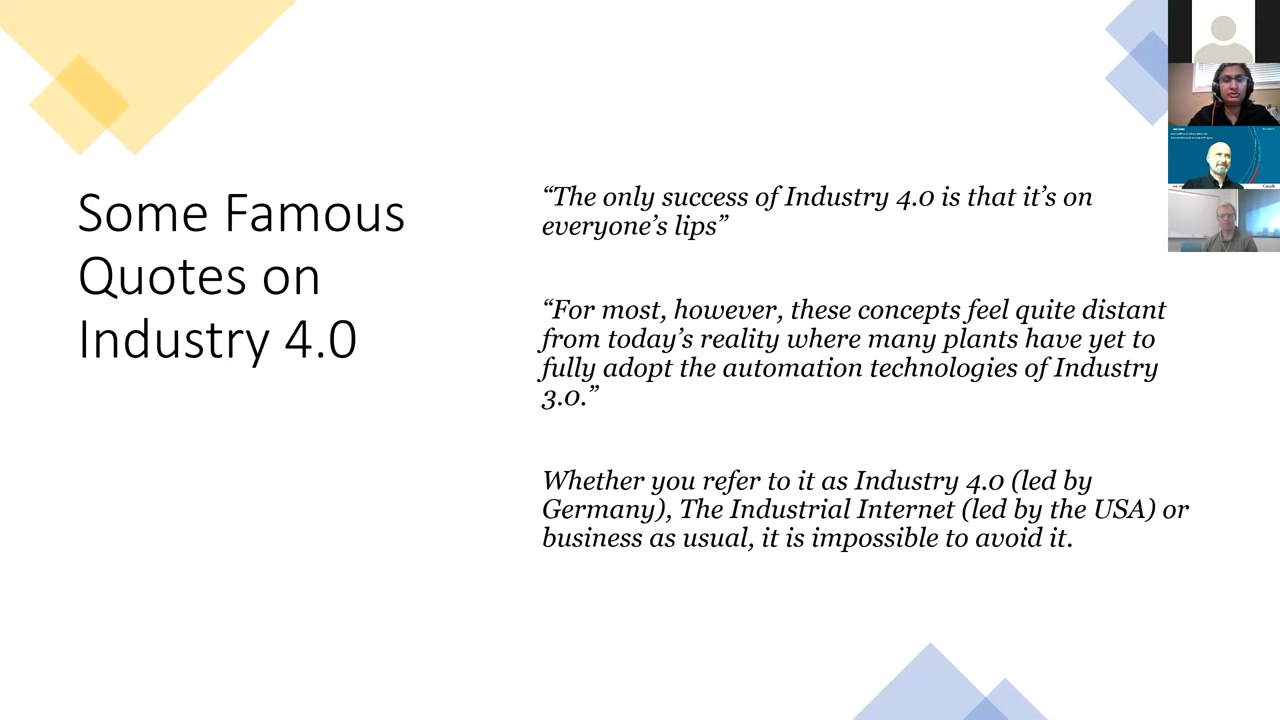 Some Famous
Quotes on
Industry 4.0
“The only success of Industry 4.0 is that it’s on
everyone’s lips”
“For most, however, these concepts feel quite distant
from today’s reality where many plants have yet to
fully adopt the automation technologies of Industry
3.0.”
Whether you refer to it as Industry 4.0 (led by
Germany), The Industrial Internet (led by the USA) or
business as usual, it is impossible to avoid it.
Canada